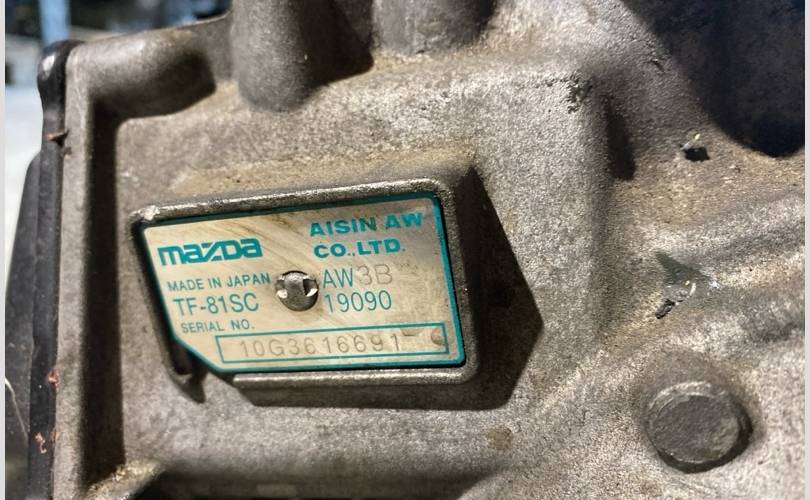 mazda
AISIN AW
CO.,LTD.
MADE IN JAPAN
AW3B
TF-81SC
19090
SERIAL NO.
10G3616691